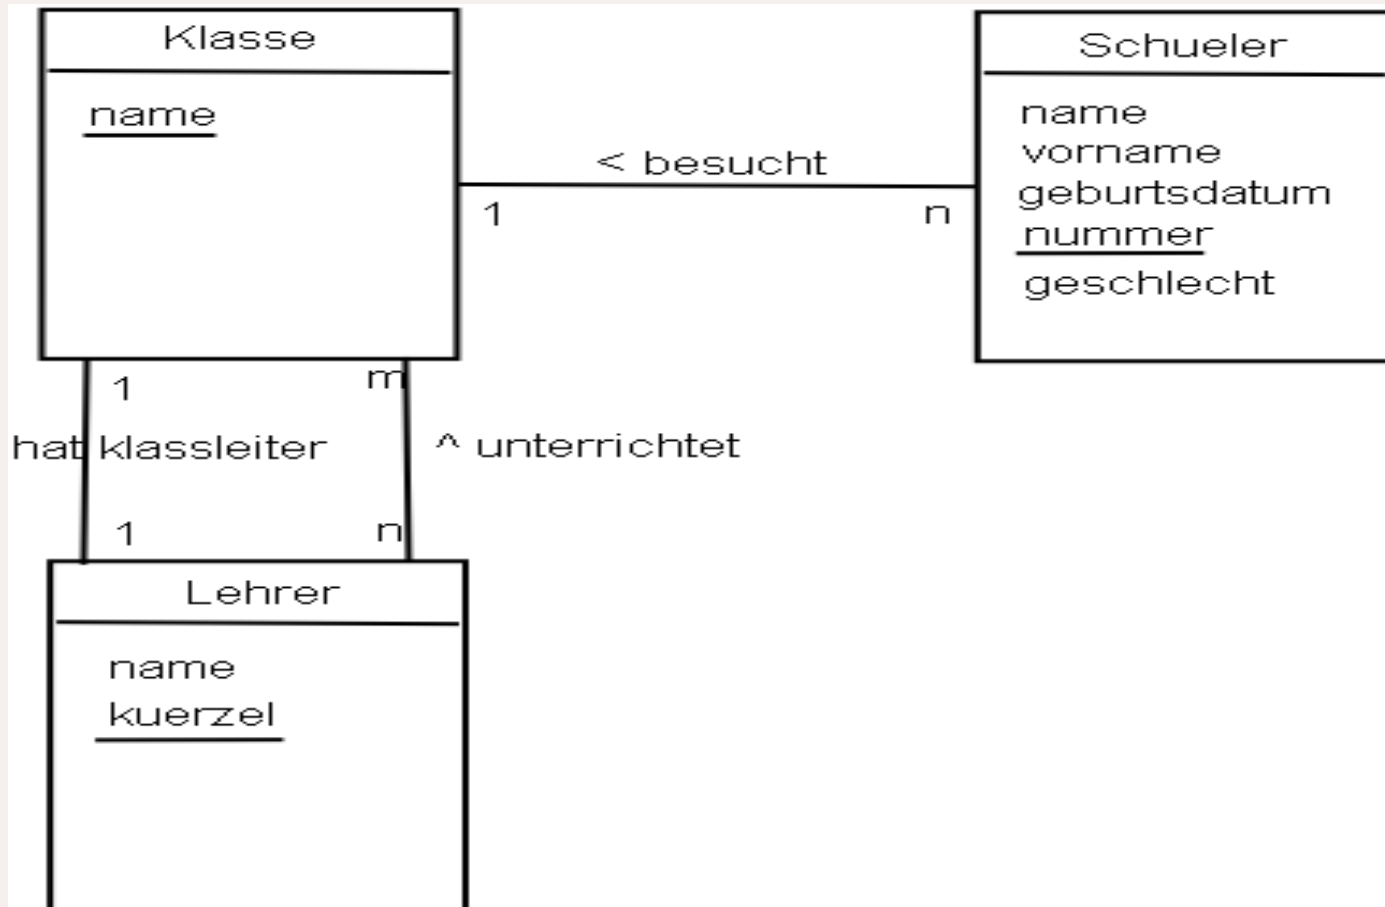 Klasse
name
< besucht
1
n
Schueler
name
vorname
geburtsdatum
nummer
geschlecht
1
m
hat klassleiter
^ unterrichtet
1
n
Lehrer
name
kuerzel